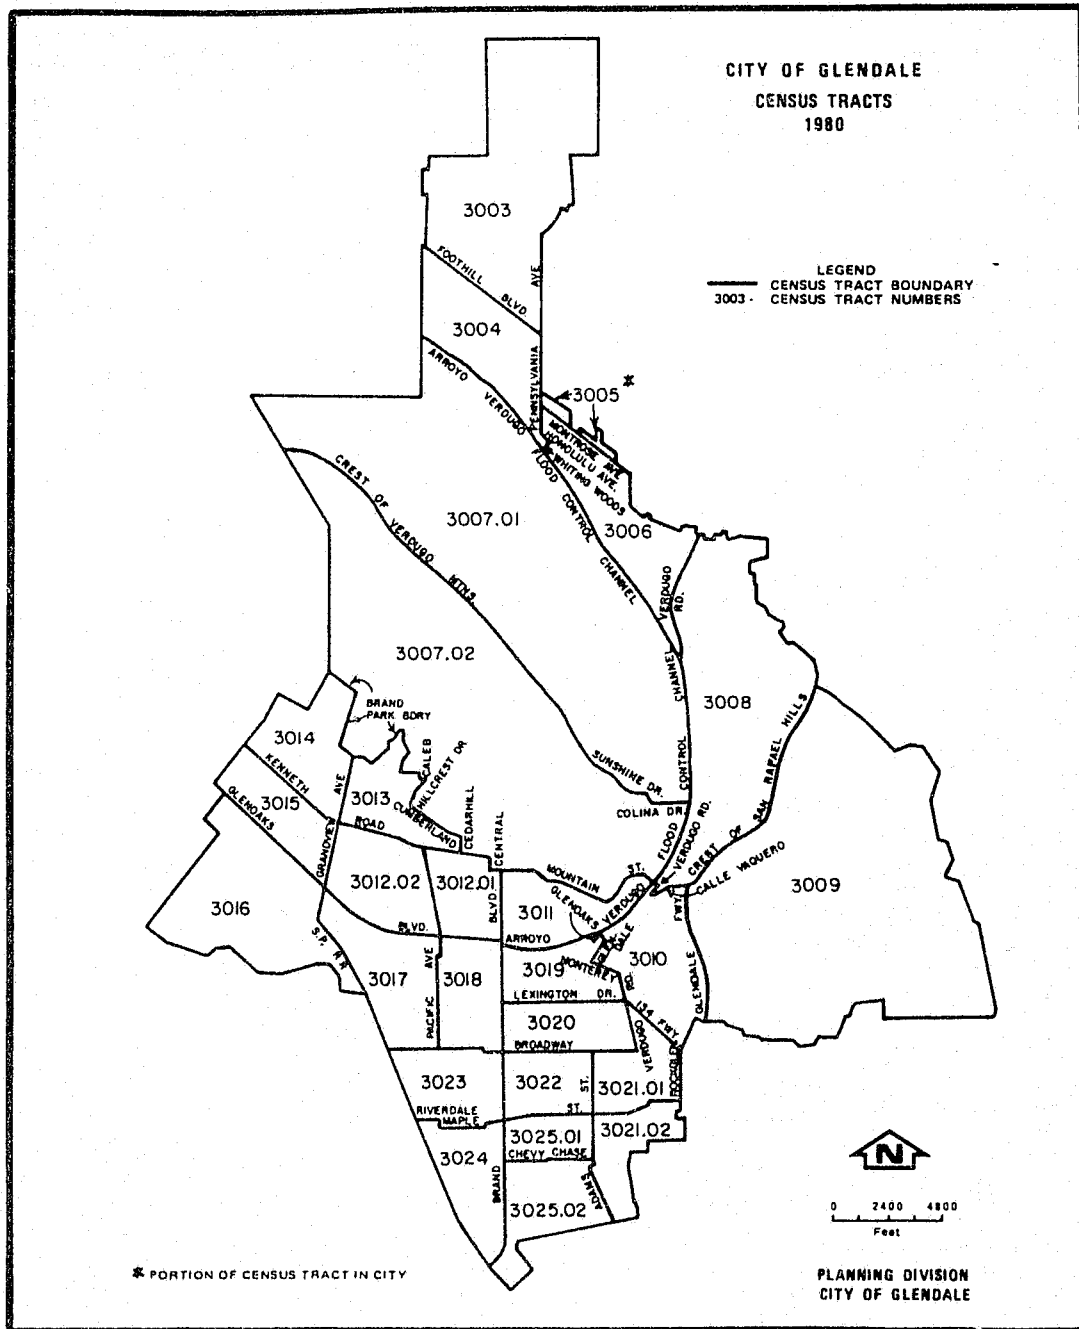 CITY OF GLENDALE
CENSUS TRACTS
1980
LEGEND
CENSUS TRACT BOUNDARY
3003 - CENSUS TRACT NUMBERS
3003
FOOTHILL BLVD.
AVE
PENNSYLVANIA
3004
ARROYO VERDUGO
FLOOD CONTROL CHANNEL
3005 *
MONTROSE AVE
HONOLULU AVE.
WHITING WOODS
3006
CREST OF VERDUGO MTNS.
3007.01
VERDUGO RD.
3007.02
CHANNEL
CONTROL
FLOOD
3008
CREST OF SAN RAFAEL HILLS
BRAND
PARK BDRY
3014
KENNETH
ROAD
3015
GLENOAKS
BLVD.
3013
GRANDVIEW AVE
CALEB
HILLCREST DR
CUMBERLAND
CEDARHILL
SUNSHINE DR.
COLINA DR.
VERDUGO RD.
CENTRAL
BLVD
MOUNTAIN ST.
CALLE VAQUERO
3009
3012.02
3012.01
3011
GLENOAKS
VERDUGO
ARROYO
DALE
FWY
GLENDALE
3016
S.P. RR
3017
PACIFIC AVE
3018
3019
MONTEREY
RD.
3010
LEXINGTON DR.
3020
134 FWY.
VERDUGO
BROADWAY
3023
3022
ST.
3021.01
RIVERDALE
MAPLE ST.
3025.01
3021.02
CHEVY CHASE
3024
BRAND
ADAMS
3025.02
N
0 2400 4800
Feet
* PORTION OF CENSUS TRACT IN CITY
PLANNING DIVISION
CITY OF GLENDALE